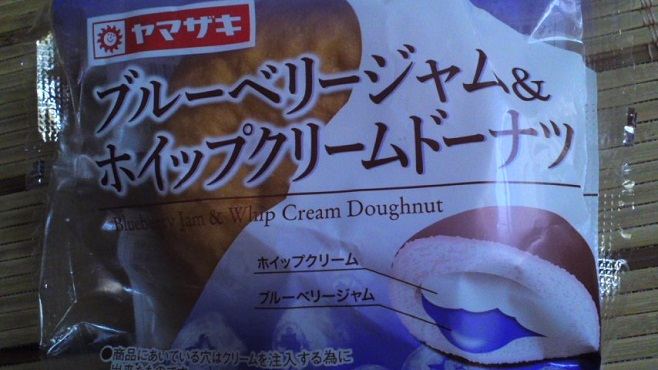 ヤマザキ
ブルーベリージャム&
ホイップクリームドーナツ
Blueberry Jam & Whip Cream Doughnut
ホイップクリーム
ブルーベリージャム
●商品にあいている穴はクリームを注入する為に